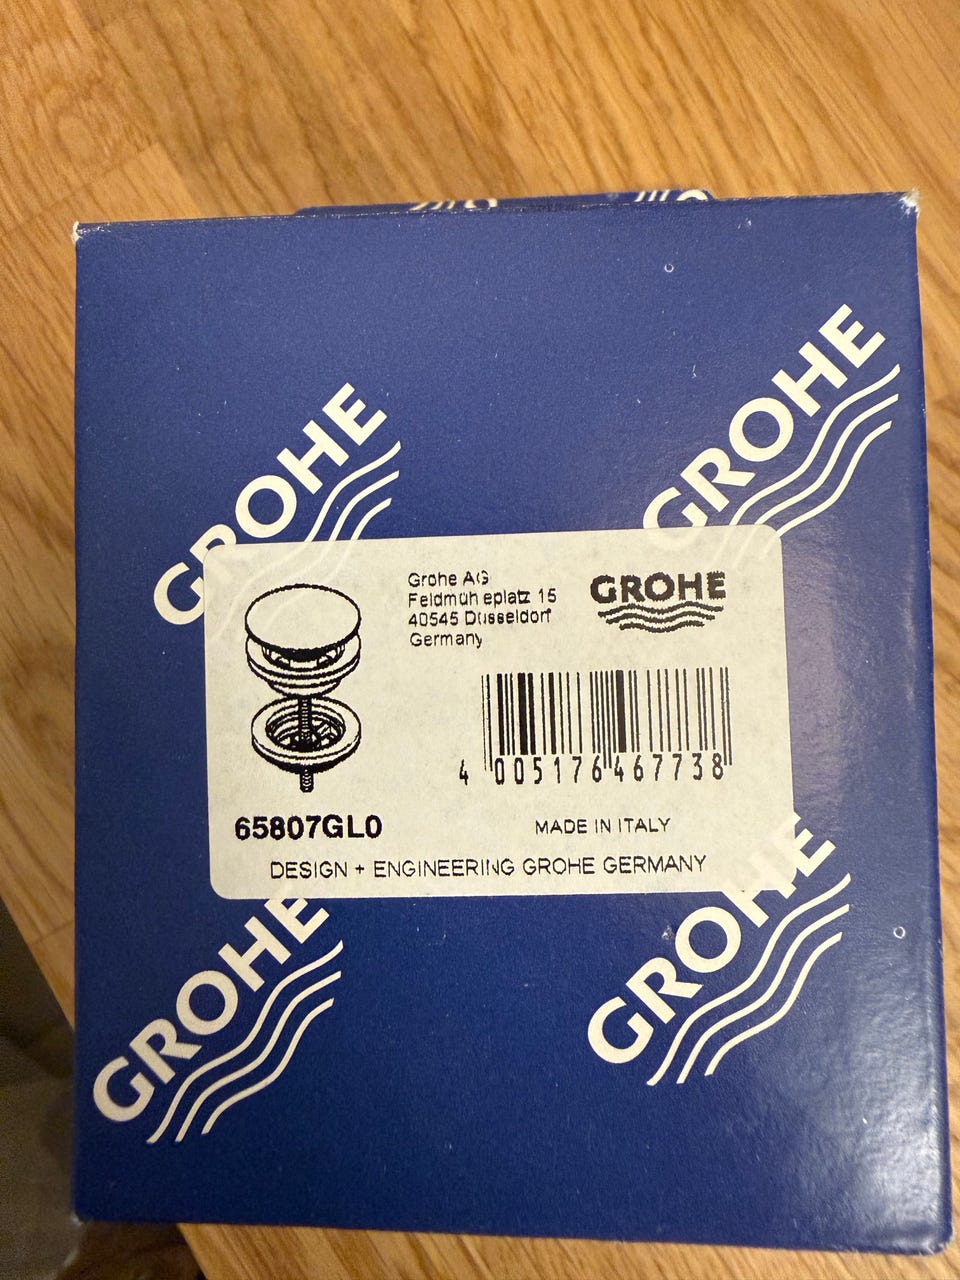 GROHE
GROHE
Grohe AG
Feldmühleplatz 15
40545 Düsseldorf
Germany
GROHE
4 005176 467738
65807GL0
MADE IN ITALY
DESIGN + ENGINEERING GROHE GERMANY
GROHE
GROHE